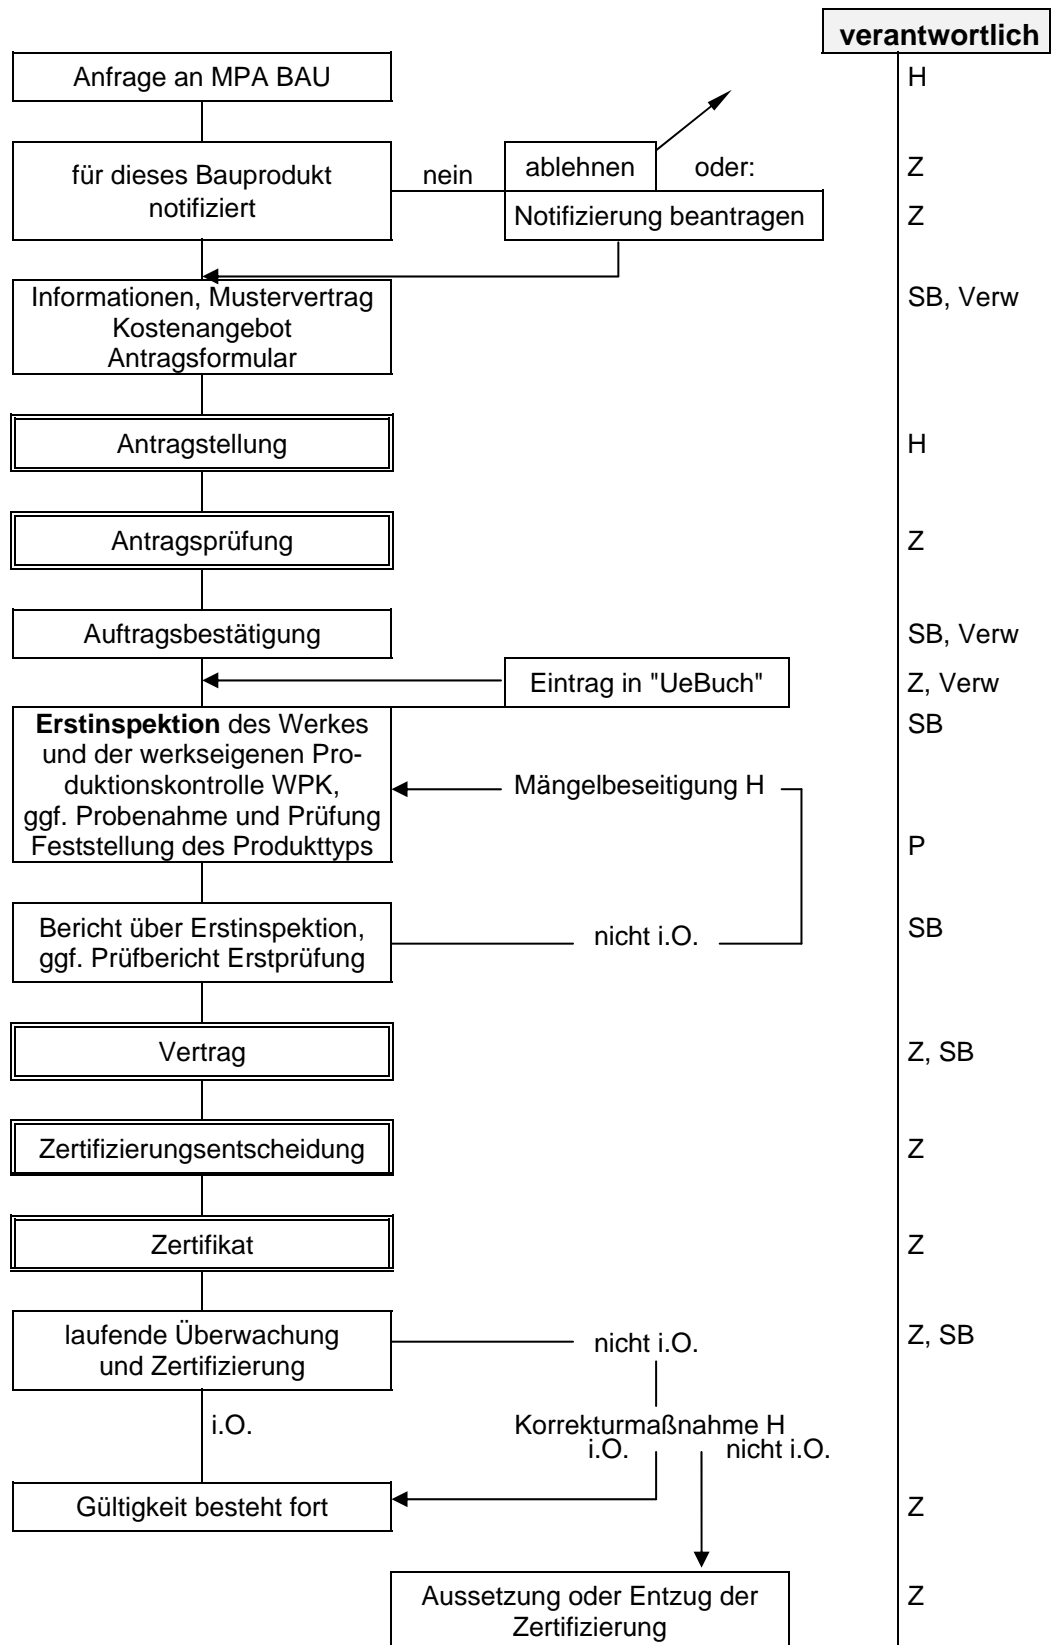 verantwortlich
Anfrage an MPA BAU
H
für dieses Bauprodukt
notifiziert
nein
ablehnen
oder:
Z
Notifizierung beantragen
Z
Informationen, Mustervertrag
Kostenangebot
Antragsformular
SB, Verw
Antragstellung
H
Antragsprüfung
Z
Auftragsbestätigung
SB, Verw
Eintrag in "UeBuch"
Z, Verw
Erstinspektion des Werkes
und der werkseigenen Pro-
duktionskontrolle WPK,
ggf. Probenahme und Prüfung
Feststellung des Produkttyps
SB
Mängelbeseitigung H
P
Bericht über Erstinspektion,
ggf. Prüfbericht Erstprüfung
nicht i.O.
SB
Vertrag
Z, SB
Zertifizierungsentscheidung
Z
Zertifikat
Z
laufende Überwachung
und Zertifizierung
nicht i.O.
Z, SB
i.O.
Korrekturmaßnahme H
i.O.
nicht i.O.
Gültigkeit besteht fort
Z
Aussetzung oder Entzug der
Zertifizierung
Z